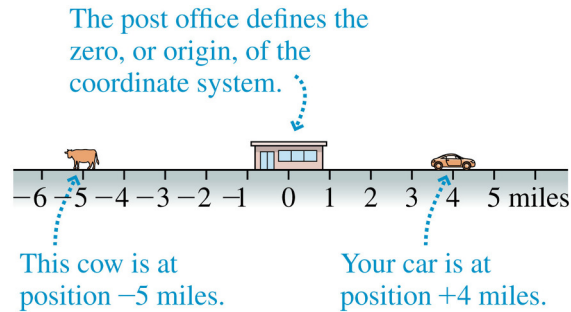 The post office defines the
zero, or origin, of the
coordinate system.
−6 −5 −4 −3 −2 −1 0 1 2 3 4 5 miles
This cow is at
position −5 miles.
Your car is at
position +4 miles.